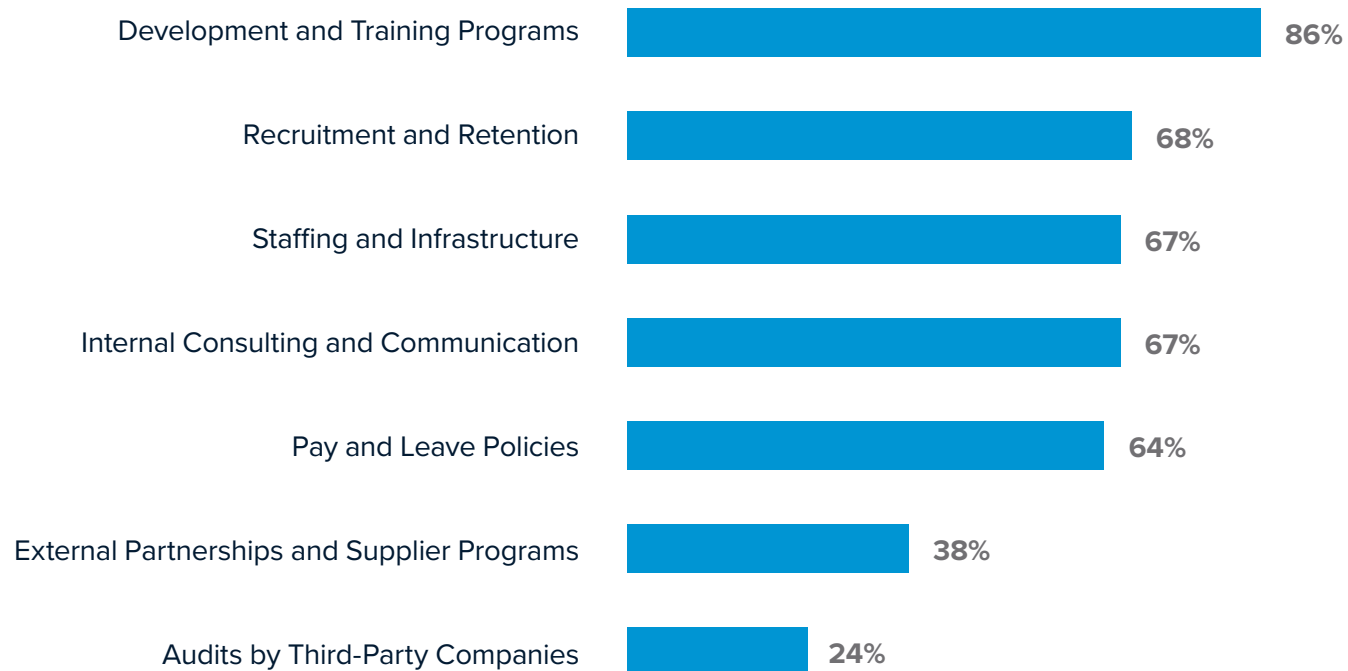 Development and Training Programs 86%
Recruitment and Retention 68%
Staffing and Infrastructure 67%
Internal Consulting and Communication 67%
Pay and Leave Policies 64%
External Partnerships and Supplier Programs 38%
Audits by Third-Party Companies 24%